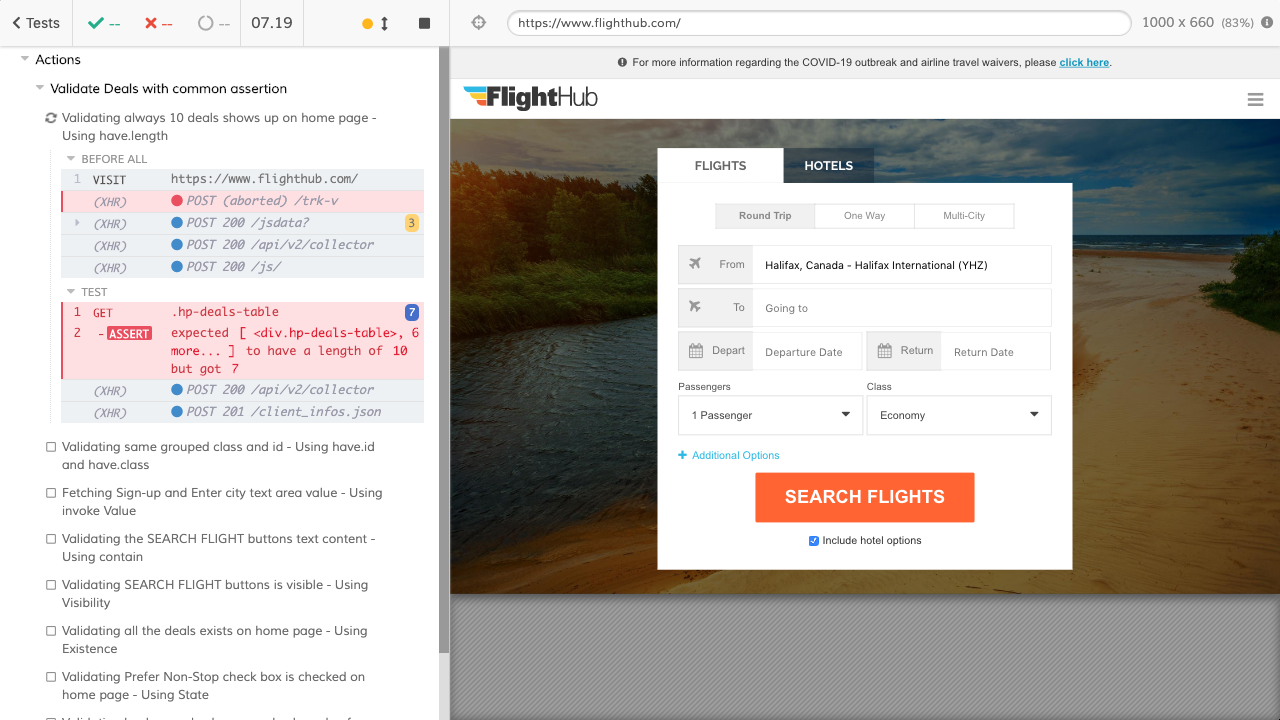 Tests
--
--
--
07.19
https://www.flighthub.com/
1000 x 660 (83%)
Actions
Validate Deals with common assertion
Validating always 10 deals shows up on home page -
Using have.length
BEFORE ALL
1 VISIT https://www.flighthub.com/
(XHR) POST (aborted) /trk-v
(XHR) POST 200 /jsdata? 3
(XHR) POST 200 /api/v2/collector
(XHR) POST 200 /js/
TEST
1 GET .hp-deals-table 7
2 -ASSERT expected [ <div.hp-deals-table>, 6
more... ] to have a length of 10
but got 7
(XHR) POST 200 /api/v2/collector
(XHR) POST 201 /client_infos.json
Validating same grouped class and id - Using have.id
and have.class
Fetching Sign-up and Enter city text area value - Using
invoke Value
Validating the SEARCH FLIGHT buttons text content -
Using contain
Validating SEARCH FLIGHT buttons is visible - Using
Visibility
Validating all the deals exists on home page - Using
Existence
Validating Prefer Non-Stop check box is checked on
home page - Using State
For more information regarding the COVID-19 outbreak and airline travel waivers, please click here.
FlightHub
FLIGHTS HOTELS
Round Trip One Way Multi-City
From Halifax, Canada - Halifax International (YHZ)
To Going to
Depart Departure Date Return Return Date
Passengers Class
1 Passenger Economy
+ Additional Options
SEARCH FLIGHTS
Include hotel options